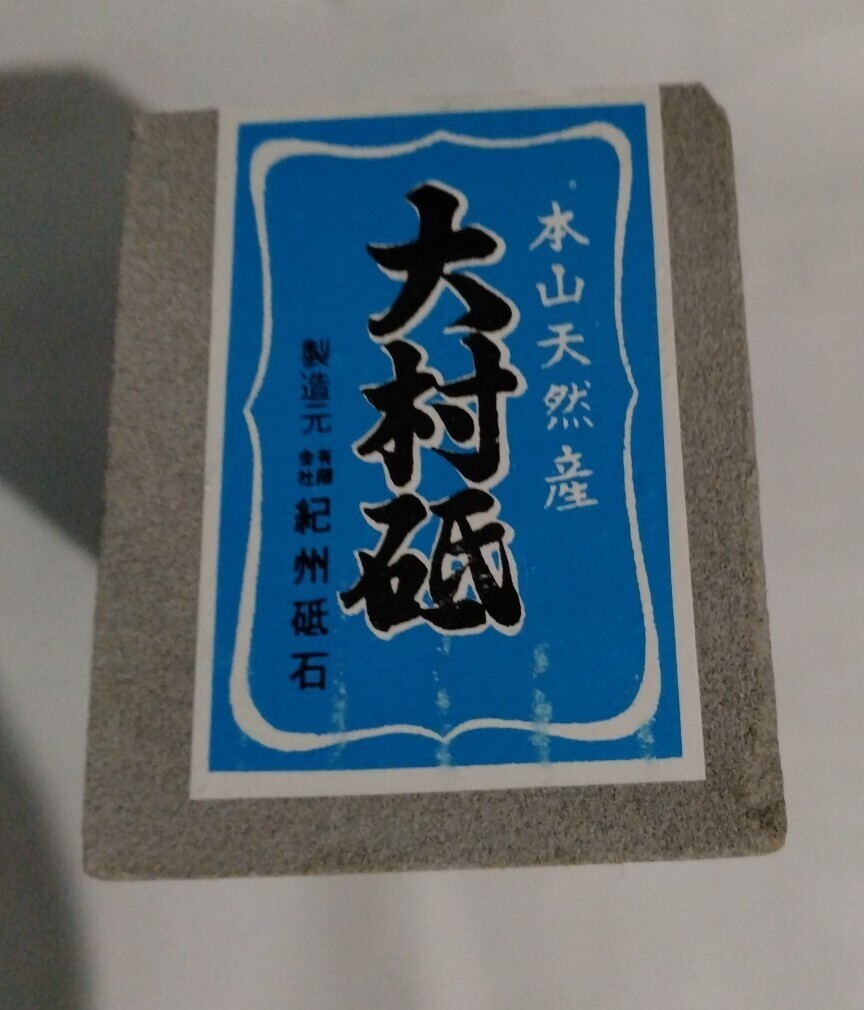 本山天然産
大村砥
製造元 有限会社 紀州砥石